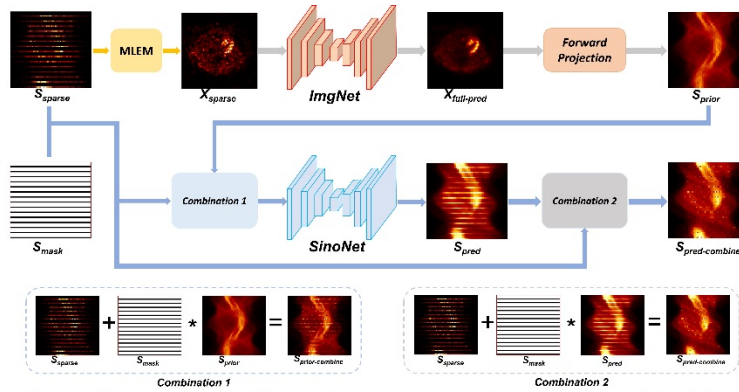 MLEM
Forward
Projection
S_sparse
X_sparse
ImgNet
X_full-pred
S_prior
Combination 1
Combination 2
S_mask
SinoNet
S_pred
S_pred-combine
+ * =
+ * =
S_sparse
S_mask
S_prior
S_prior-combine
S_sparse
S_mask
S_pred
S_pred-combine
Combination 1
Combination 2